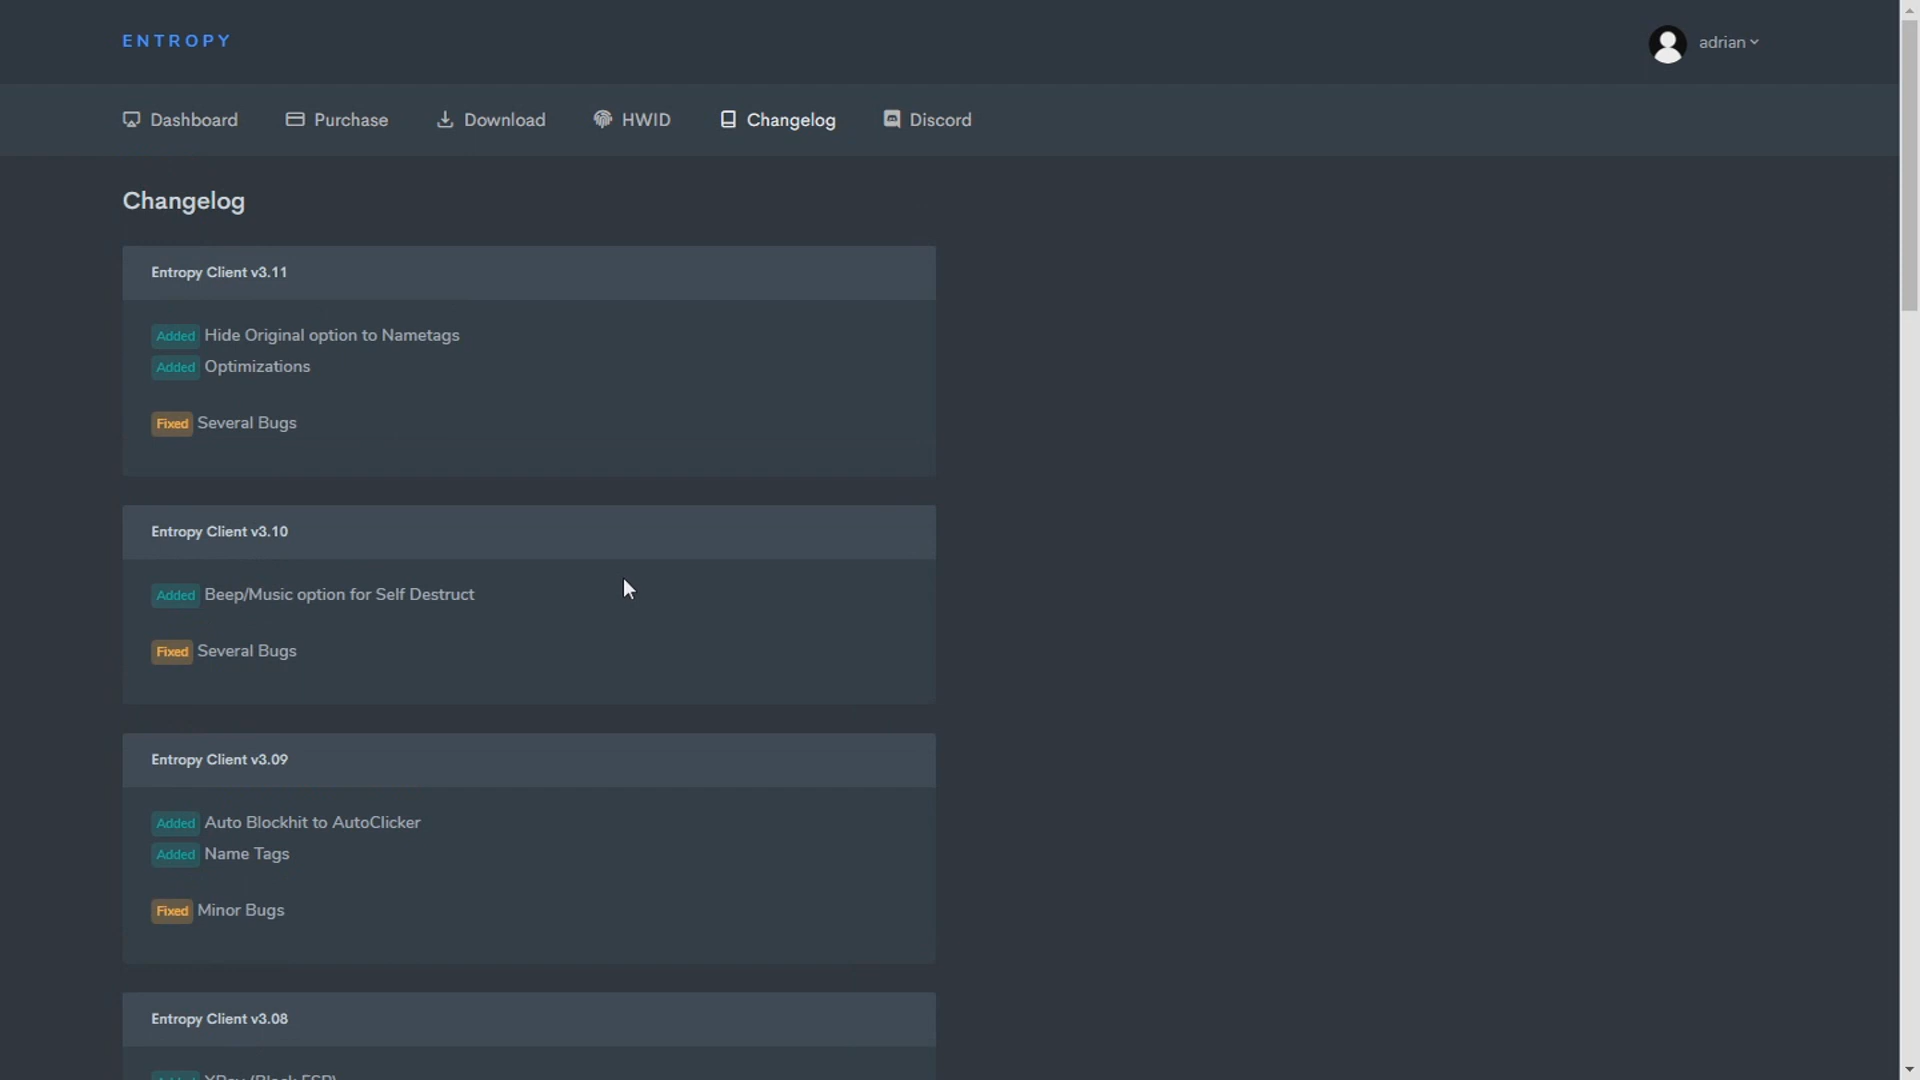 ENTROPY
adrian
Dashboard Purchase Download HWID Changelog Discord
Changelog
Entropy Client v3.11
Added Hide Original option to Nametags
Added Optimizations
Fixed Several Bugs
Entropy Client v3.10
Added Beep/Music option for Self Destruct
Fixed Several Bugs
Entropy Client v3.09
Added Auto Blockhit to AutoClicker
Added Name Tags
Fixed Minor Bugs
Entropy Client v3.08